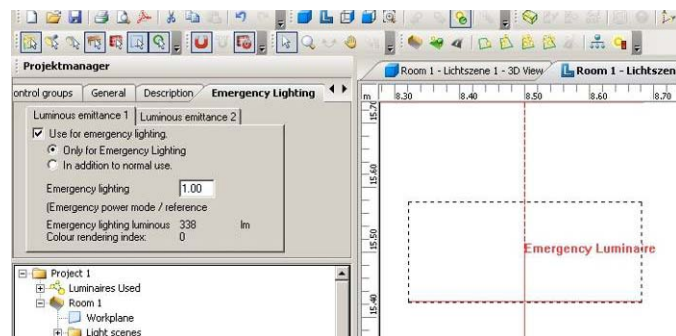 Projektmanager
ontrol groups General Description Emergency Lighting
Luminous emittance 1 Luminous emittance 2
Use for emergency lighting.
Only for Emergency Lighting
In addition to normal use.
Emergency lighting 1.00
(Emergency power mode / reference
Emergency lighting luminous 338 lm
Colour rendering index: 0
Project 1
Luminaires Used
Room 1
Workplane
Light scenes
Room 1 - Lichtszene 1 - 3D View Room 1 - Lichtszen
m 8.30 8.40 8.50 8.60 8.70
15.70
15.60
15.50
15.40
Emergency Luminaire